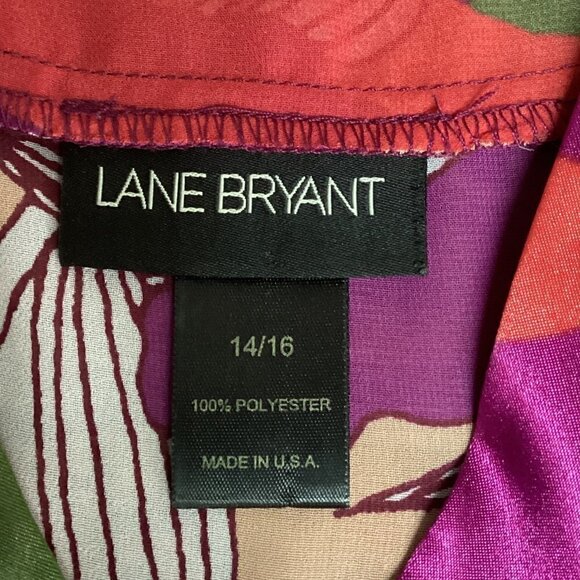 LANE BRYANT
14/16
100% POLYESTER
MADE IN U.S.A.